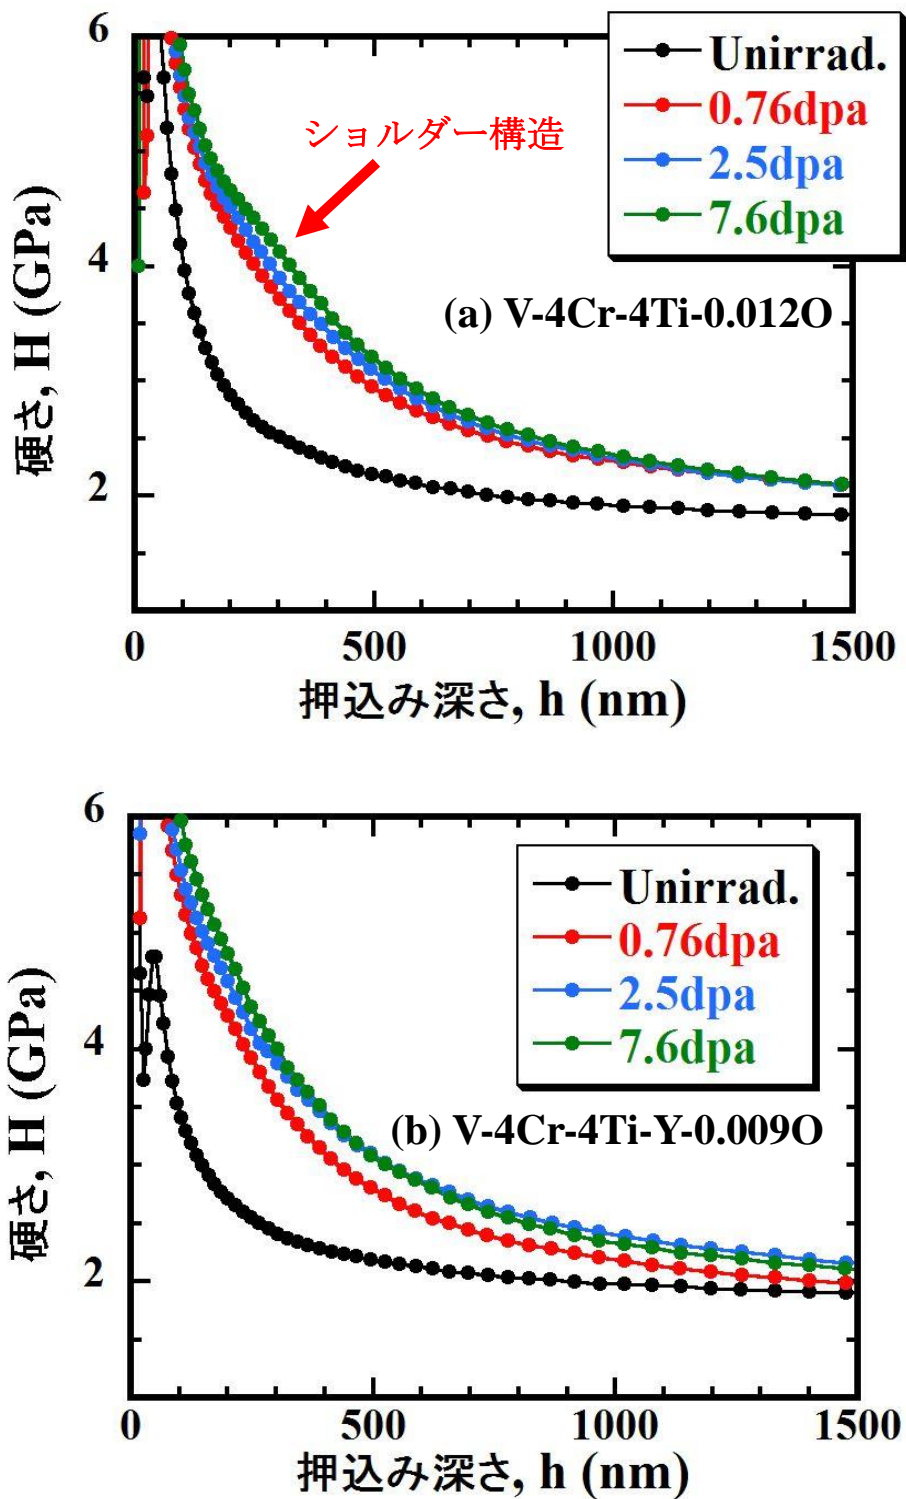 6
4
2
硬さ, H (GPa)
Unirrad.
0.76dpa
2.5dpa
7.6dpa
ショルダー構造
(a) V-4Cr-4Ti-0.012O
0 500 1000 1500
押込み深さ, h (nm)
6
4
2
硬さ, H (GPa)
Unirrad.
0.76dpa
2.5dpa
7.6dpa
(b) V-4Cr-4Ti-Y-0.009O
0 500 1000 1500
押込み深さ, h (nm)